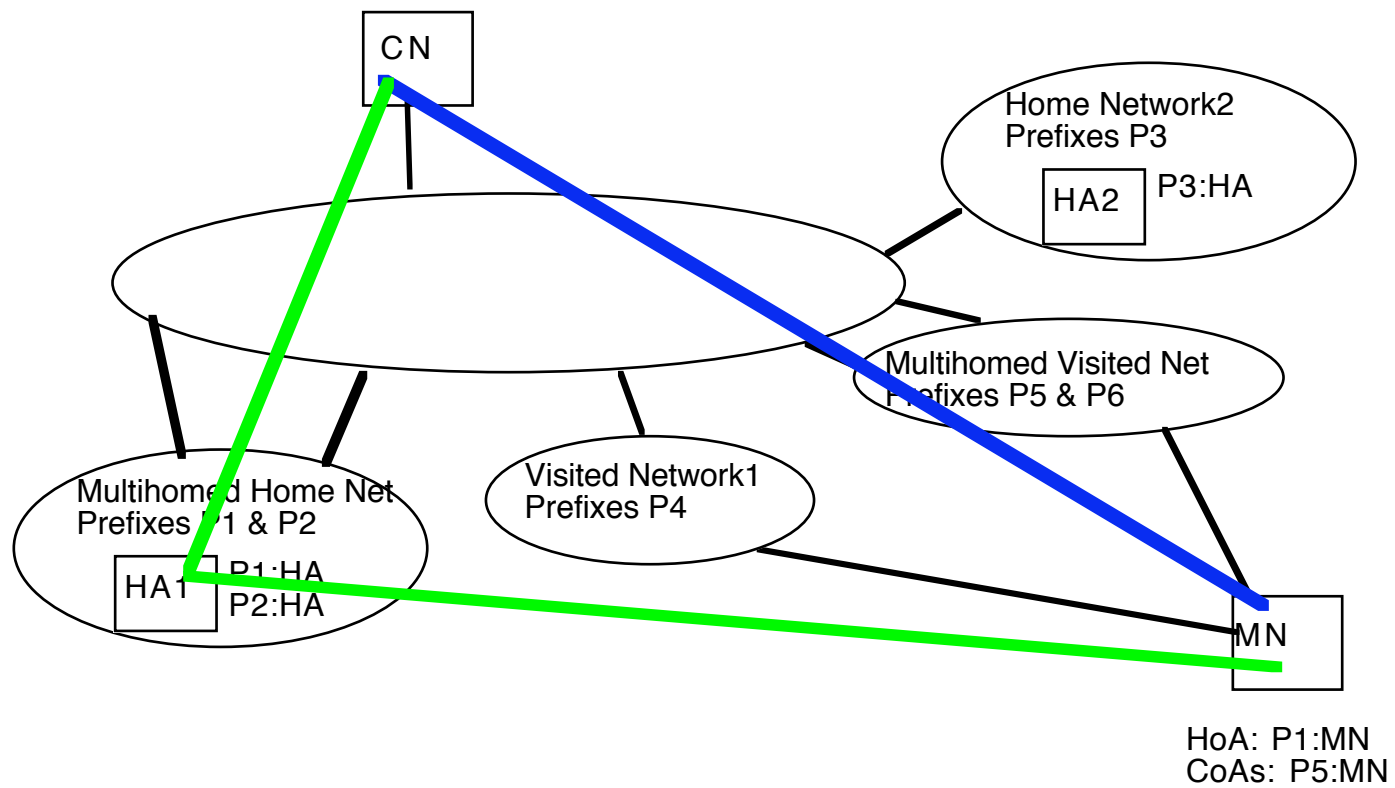 CN
Home Network2
Prefixes P3
HA2
P3:HA
Multihomed Visited Net
Prefixes P5 & P6
Visited Network1
Prefixes P4
Multihomed Home Net
Prefixes P1 & P2
HA1
P1:HA
P2:HA
MN
HoA: P1:MN
CoAs: P5:MN